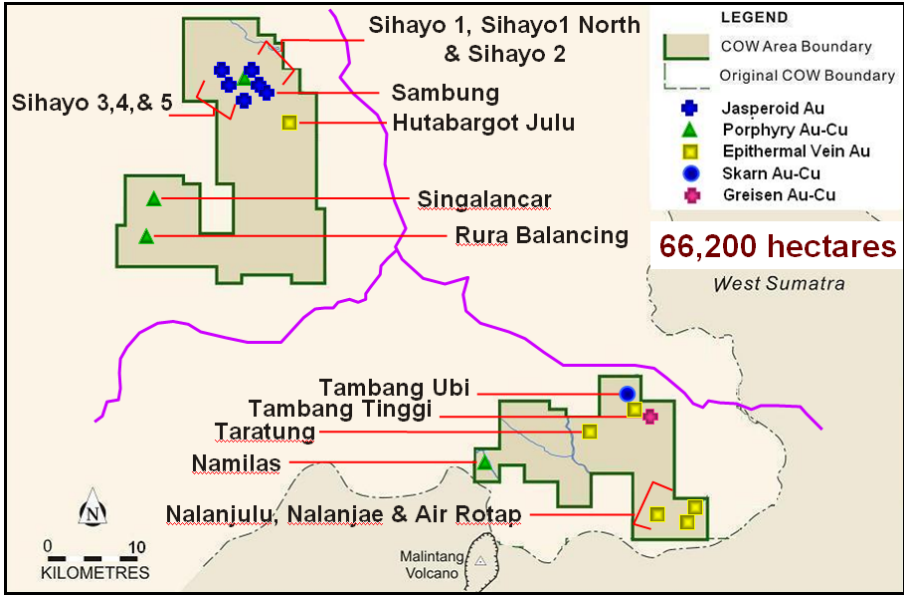 Sihayo 1, Sihayo1 North
& Sihayo 2
Sihayo 3,4,& 5
Sambung
Hutabargot Julu
Singalancar
Rura Balancing
LEGEND
COW Area Boundary
Original COW Boundary
Jasperoid Au
Porphyry Au-Cu
Epithermal Vein Au
Skarn Au-Cu
Greisen Au-Cu
66,200 hectares
West Sumatra
Tambang Ubi
Tambang Tinggi
Taratung
Namilas
Nalanjulu, Nalanjae & Air Rotap
N
0 10
KILOMETRES
Malintang
Volcano